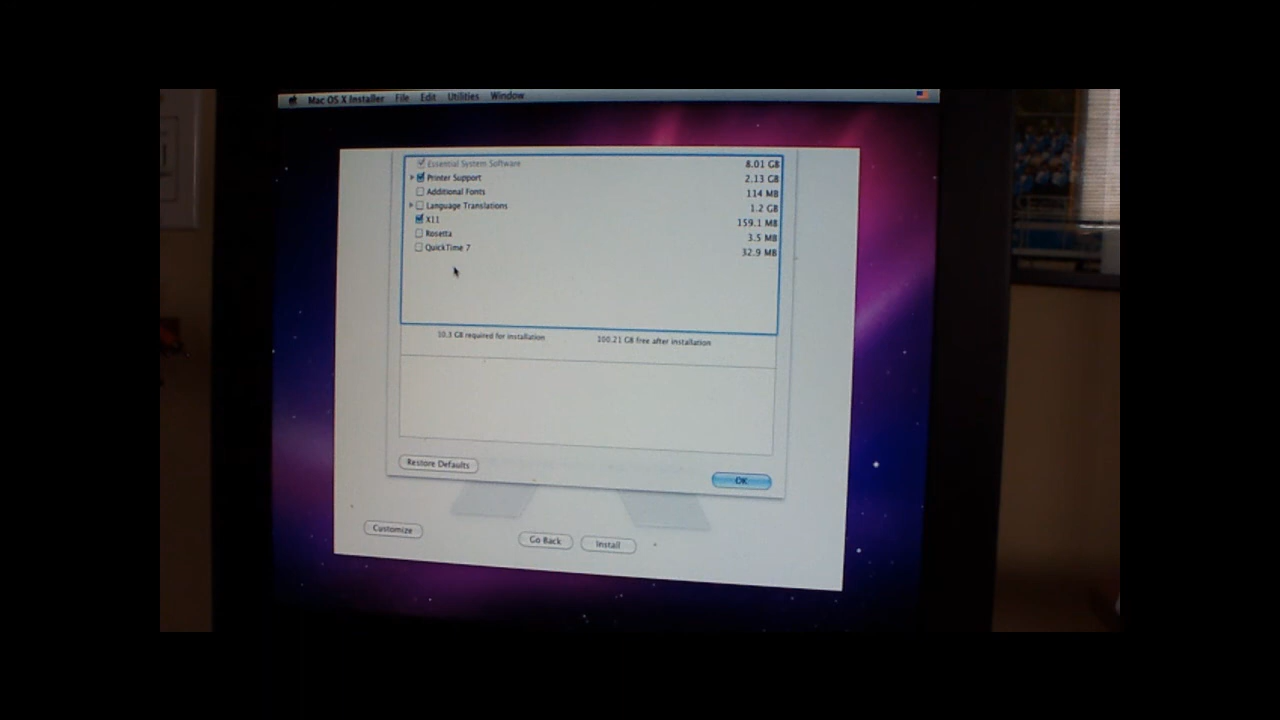 Mac OS X Installer File Edit Utilities Window
Essential System Software 8.01 GB
Printer Support 2.13 GB
Additional Fonts 114 MB
Language Translations 1.2 GB
X11 159.1 MB
Rosetta 3.5 MB
QuickTime 7 32.9 MB
10.3 GB required for installation 100.21 GB free after installation
Restore Defaults
OK
Customize
Go Back
Install